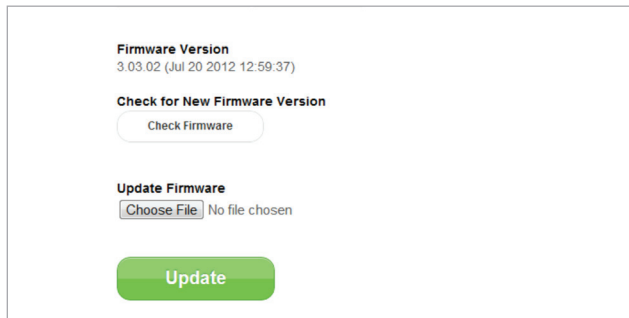 Firmware Version
3.03.02 (Jul 20 2012 12:59:37)
Check for New Firmware Version
Check Firmware
Update Firmware
Choose File No file chosen
Update